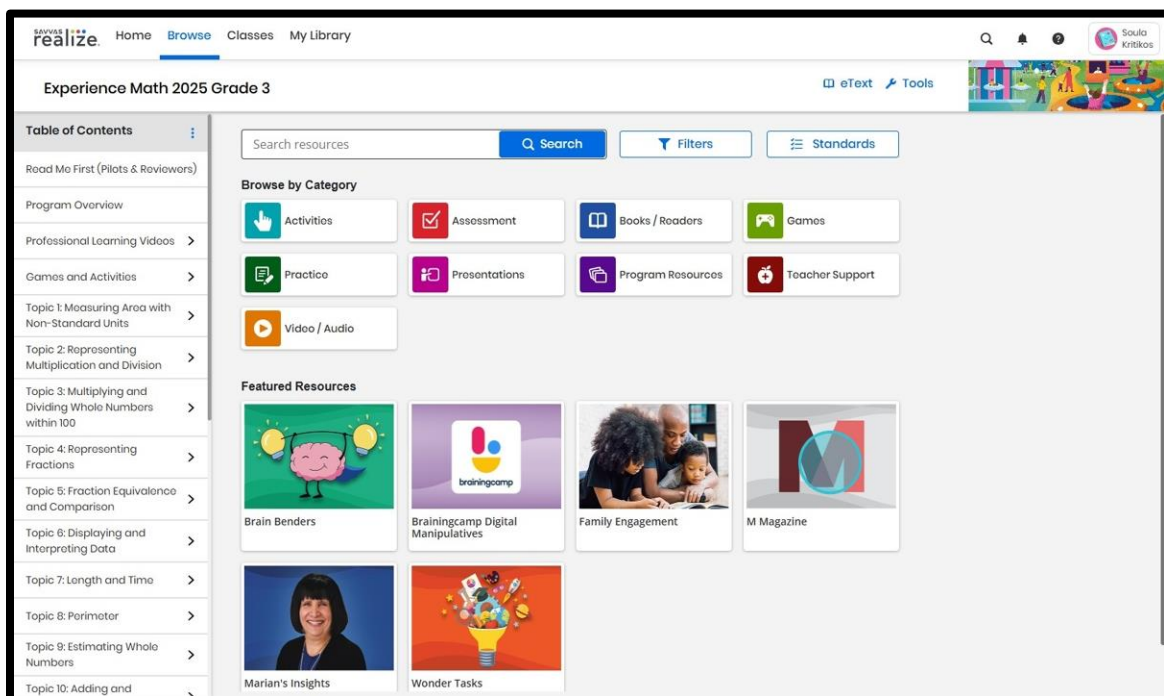 SAVVAS
realize.
Home Browse Classes My Library
Soula
Kritikos
Experience Math 2025 Grade 3
eText Tools
Table of Contents
Read Me First (Pilots & Reviewers)
Program Overview
Professional Learning Videos
Games and Activities
Topic 1: Measuring Area with
Non-Standard Units
Topic 2: Representing
Multiplication and Division
Topic 3: Multiplying and
Dividing Whole Numbers
within 100
Topic 4: Representing
Fractions
Topic 5: Fraction Equivalence
and Comparison
Topic 6: Displaying and
Interpreting Data
Topic 7: Length and Time
Topic 8: Perimeter
Topic 9: Estimating Whole
Numbers
Topic 10: Adding and
Search resources
Search
Filters
Standards
Browse by Category
Activities
Assessment
Books / Readers
Games
Practice
Presentations
Program Resources
Teacher Support
Video / Audio
Featured Resources
brainingcamp
M
Brain Benders
Brainingcamp Digital
Manipulatives
Family Engagement
M Magazine
Marian's Insights
Wonder Tasks